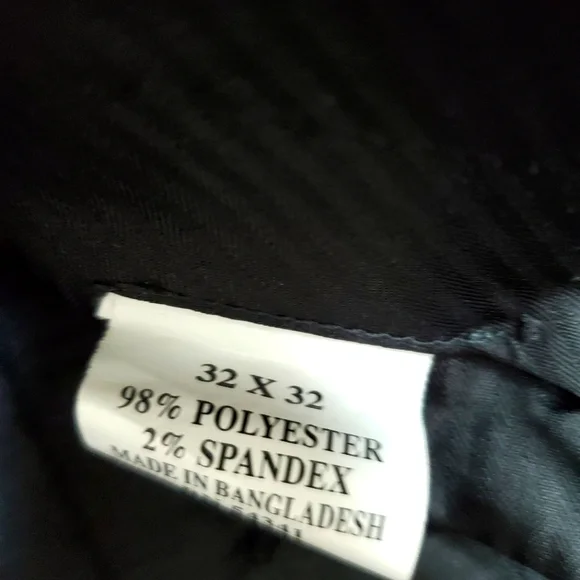 32 X 32
98% POLYESTER
2% SPANDEX
MADE IN BANGLADESH